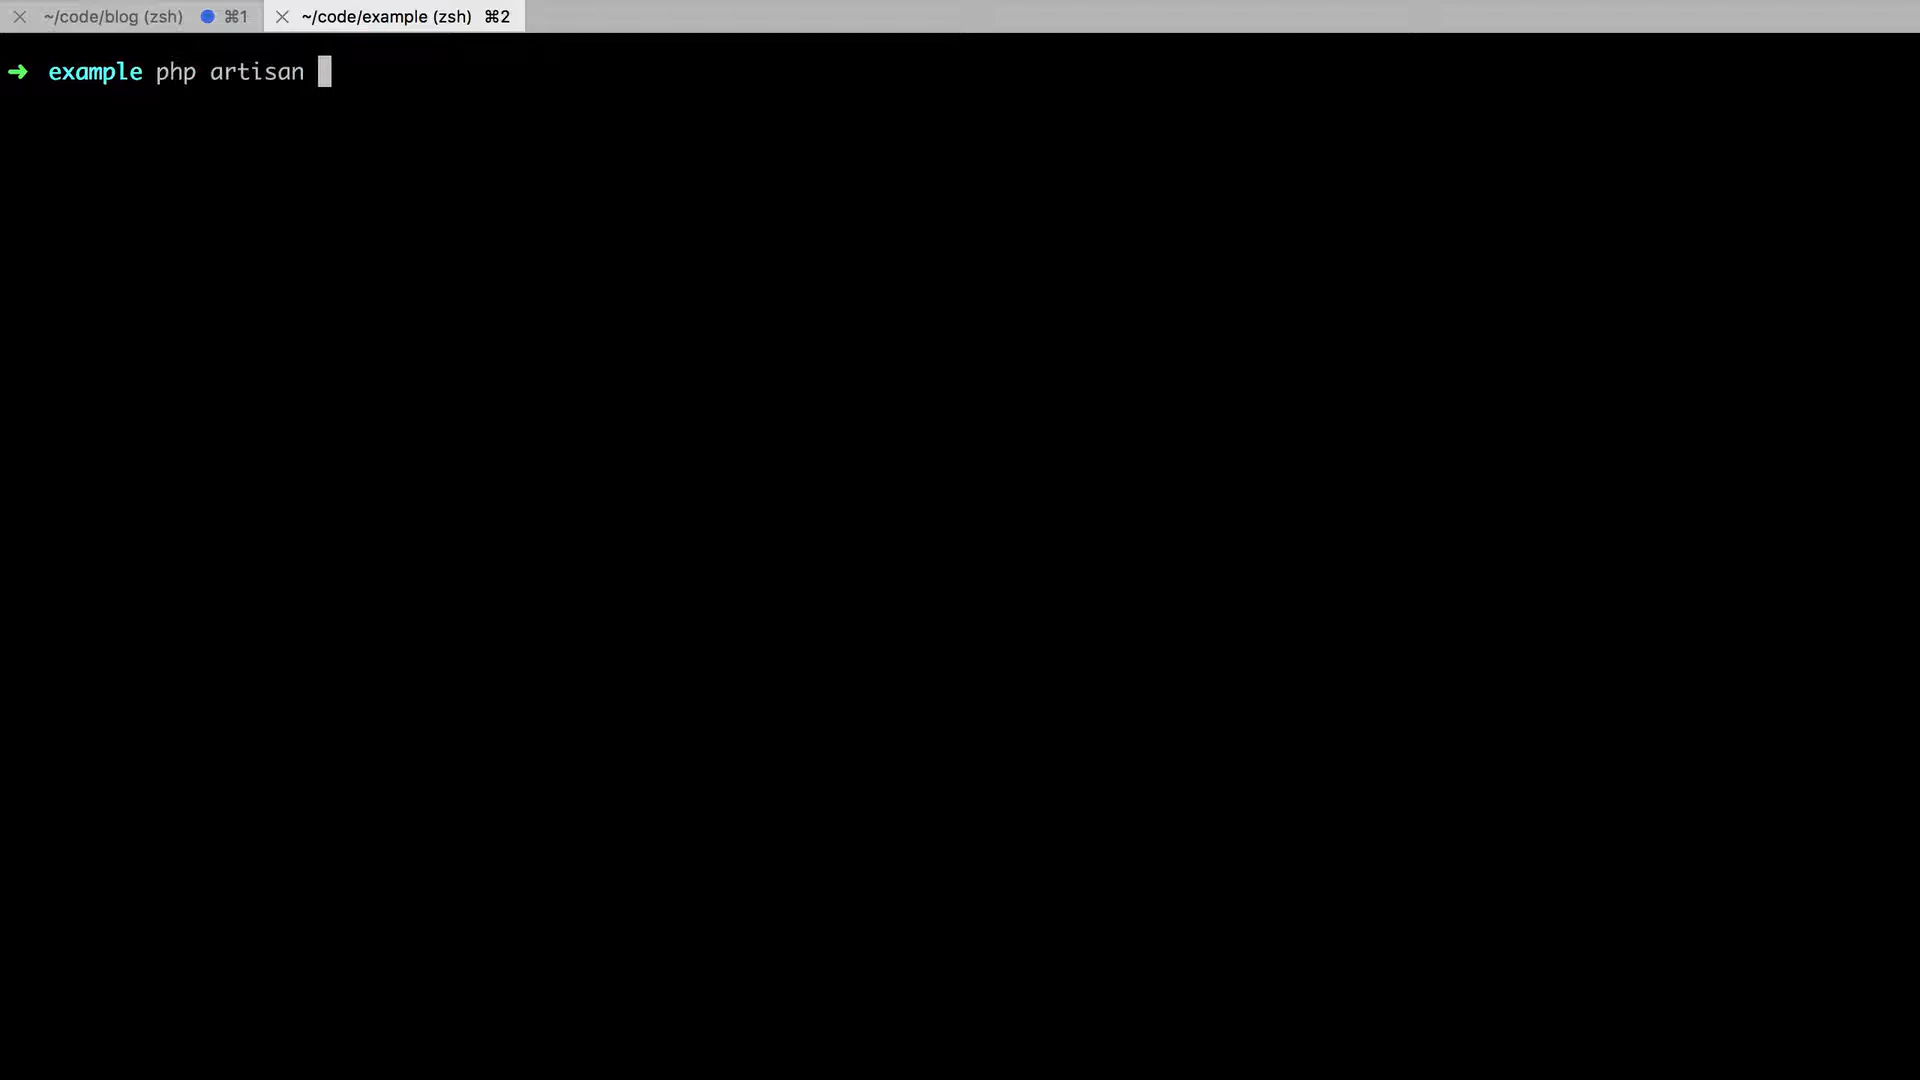 ~/code/blog (zsh) ⌘1 ~/code/example (zsh) ⌘2
➜ example php artisan